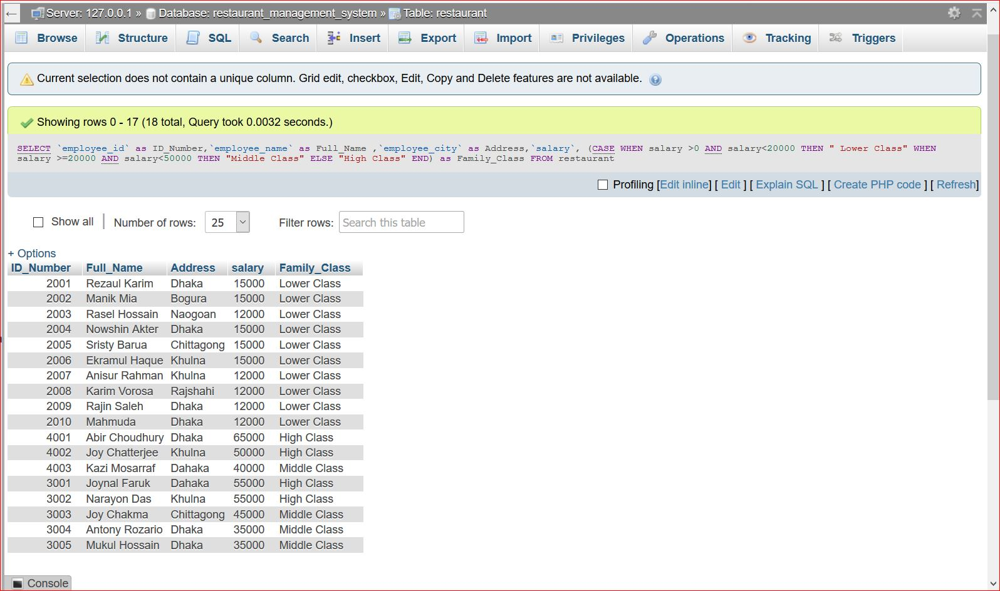 Server: 127.0.0.1 » Database: restaurant_management_system » Table: restaurant
Browse Structure SQL Search Insert Export Import Privileges Operations Tracking Triggers
Current selection does not contain a unique column. Grid edit, checkbox, Edit, Copy and Delete features are not available.
Showing rows 0 - 17 (18 total, Query took 0.0032 seconds.)
SELECT `employee_id` as ID_Number,`employee_name` as Full_Name ,`employee_city` as Address,`salary`, (CASE WHEN salary >0 AND salary<20000 THEN " Lower Class" WHEN
salary >=20000 AND salary<50000 THEN "Middle Class" ELSE "High Class" END) as Family_Class FROM restaurant
Profiling [Edit inline] [ Edit ] [ Explain SQL ] [ Create PHP code ] [ Refresh]
Show all | Number of rows: 25 Filter rows: Search this table
+ Options
ID_Number Full_Name Address salary Family_Class
2001 Rezaul Karim Dhaka 15000 Lower Class
2002 Manik Mia Bogura 15000 Lower Class
2003 Rasel Hossain Naogoan 12000 Lower Class
2004 Nowshin Akter Dhaka 15000 Lower Class
2005 Sristy Barua Chittagong 15000 Lower Class
2006 Ekramul Haque Khulna 15000 Lower Class
2007 Anisur Rahman Khulna 12000 Lower Class
2008 Karim Vorosa Rajshahi 12000 Lower Class
2009 Rajin Saleh Dhaka 12000 Lower Class
2010 Mahmuda Dhaka 12000 Lower Class
4001 Abir Choudhury Dhaka 65000 High Class
4002 Joy Chatterjee Khulna 50000 High Class
4003 Kazi Mosarraf Dahaka 40000 Middle Class
3001 Joynal Faruk Dahaka 55000 High Class
3002 Narayon Das Khulna 55000 High Class
3003 Joy Chakma Chittagong 45000 Middle Class
3004 Antony Rozario Dhaka 35000 Middle Class
3005 Mukul Hossain Dhaka 35000 Middle Class
Console